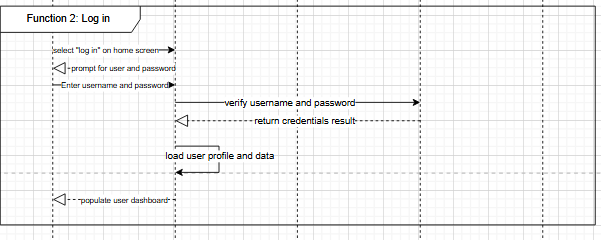 Function 2: Log in
select "log in" on home screen
prompt for user and password
Enter username and password
verify username and password
return credentials result
load user profile and data
populate user dashboard